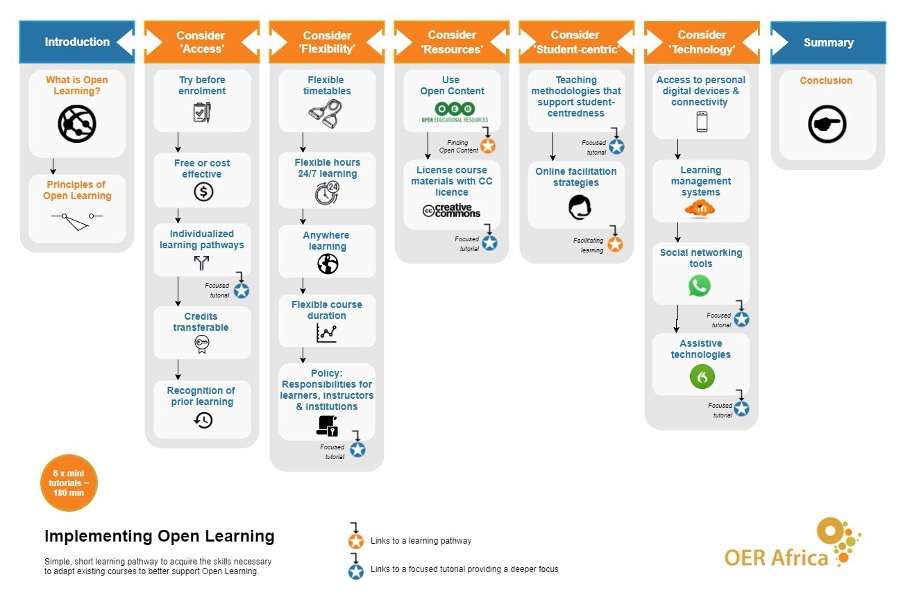 Introduction
What is Open
Learning?
Principles of
Open Learning
Consider
'Access'
Try before
enrolment
Free or cost
effective
$
Individualized
learning pathways
Focused
tutorial
Credits
transferable
Recognition of
prior learning
Consider
'Flexibility'
Flexible
timetables
Flexible hours
24/7 learning
24
Anywhere
learning
Flexible course
duration
Policy:
Responsibilities for
learners, instructors
& institutions
Focused
tutorial
Consider
'Resources'
Use
Open Content
OER
OPEN EDUCATIONAL RESOURCES
Finding
Open Content
License course
materials with CC
licence
cc creative
commons
Focused
tutorial
Consider
'Student-centric'
Teaching
methodologies that
support student-
centredness
Focused
tutorial
Online facilitation
strategies
Facilitating
learning
Consider
'Technology'
Access to personal
digital devices &
connectivity
Learning
management
systems
Social networking
tools
Focused
tutorial
Assistive
technologies
Focused
tutorial
Summary
Conclusion
6 x mini
tutorials ~
180 min
Implementing Open Learning
Simple, short learning pathway to acquire the skills necessary
to adapt existing courses to better support Open Learning.
Links to a learning pathway
Links to a focused tutorial providing a deeper focus
OER Africa